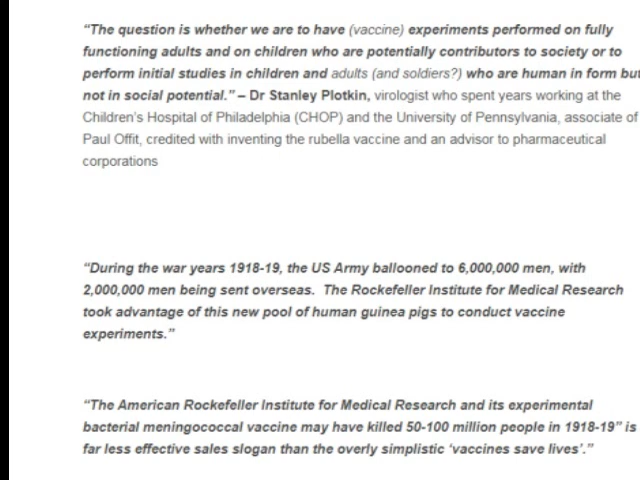 “The question is whether we are to have (vaccine) experiments performed on fully
functioning adults and on children who are potentially contributors to society or to
perform initial studies in children and adults (and soldiers?) who are human in form but
not in social potential.” – Dr Stanley Plotkin, virologist who spent years working at the
Children’s Hospital of Philadelphia (CHOP) and the University of Pennsylvania, associate of
Paul Offit, credited with inventing the rubella vaccine and an advisor to pharmaceutical
corporations
“During the war years 1918-19, the US Army ballooned to 6,000,000 men, with
2,000,000 men being sent overseas. The Rockefeller Institute for Medical Research
took advantage of this new pool of human guinea pigs to conduct vaccine
experiments.”
“The American Rockefeller Institute for Medical Research and its experimental
bacterial meningococcal vaccine may have killed 50-100 million people in 1918-19” is
far less effective sales slogan than the overly simplistic ‘vaccines save lives’.”